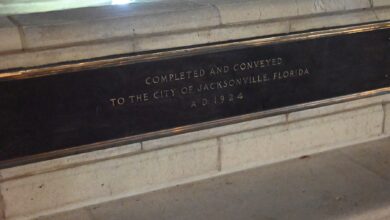 COMPLETED AND CONVEYED
TO THE CITY OF JACKSONVILLE, FLORIDA
A D 1924